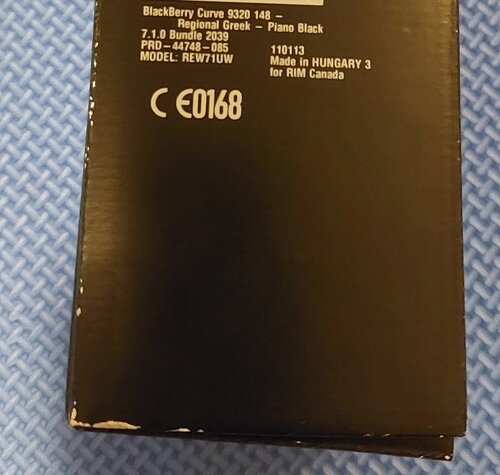 BlackBerry Curve 9320 148 –
Regional Greek – Piano Black
7.1.0 Bundle 2039
PRD-44748-085 110113
MODEL: REW71UW Made in HUNGARY 3
for RIM Canada
CE0168